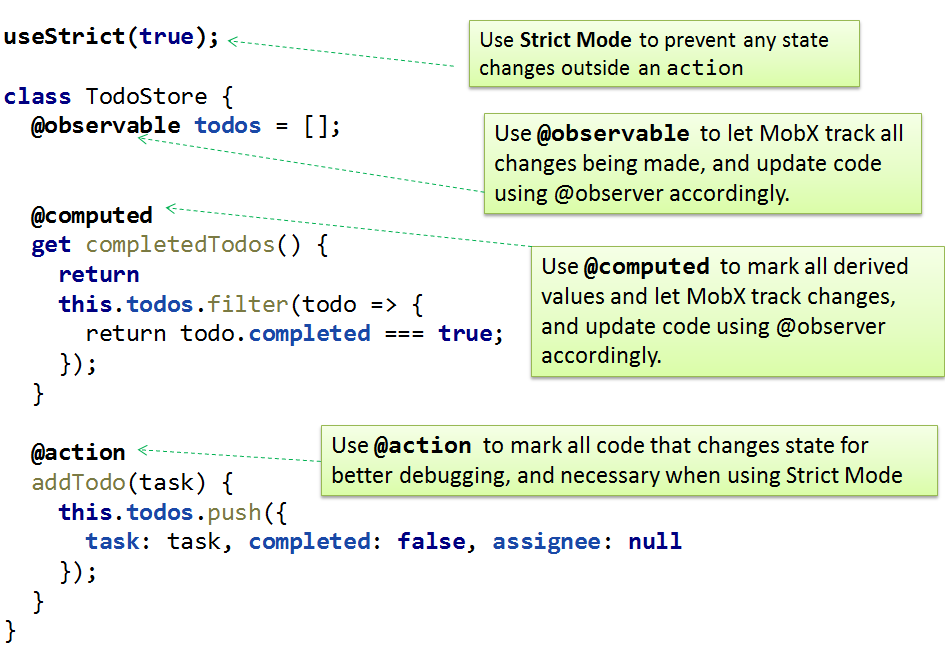 useStrict(true);
Use Strict Mode to prevent any state
changes outside an action
class TodoStore {
@observable todos = [];
Use @observable to let MobX track all
changes being made, and update code
using @observer accordingly.
@computed
get completedTodos() {
return
this.todos.filter(todo => {
return todo.completed === true;
});
}
Use @computed to mark all derived
values and let MobX track changes,
and update code using @observer
accordingly.
@action
addTodo(task) {
this.todos.push({
task: task, completed: false, assignee: null
});
}
}
Use @action to mark all code that changes state for
better debugging, and necessary when using Strict Mode